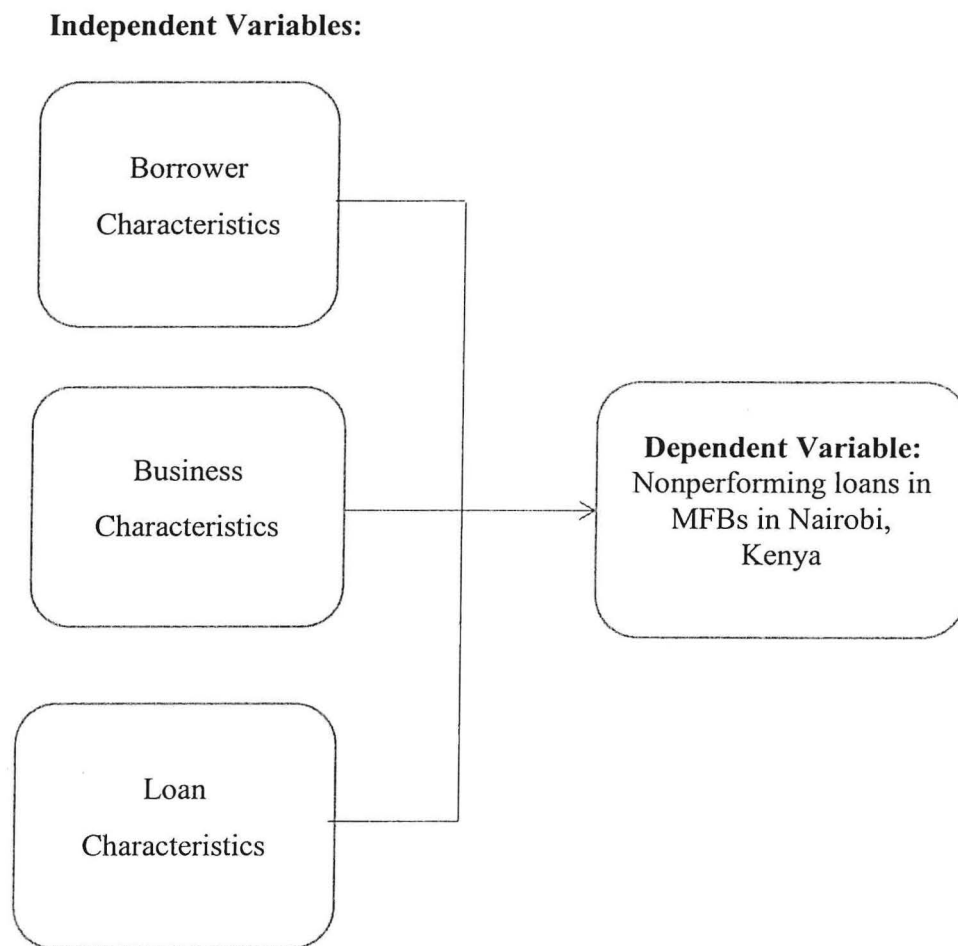 Independent Variables:
Borrower
Characteristics
Business
Characteristics
Dependent Variable:
Nonperforming loans in
MFBs in Nairobi,
Kenya
Loan
Characteristics